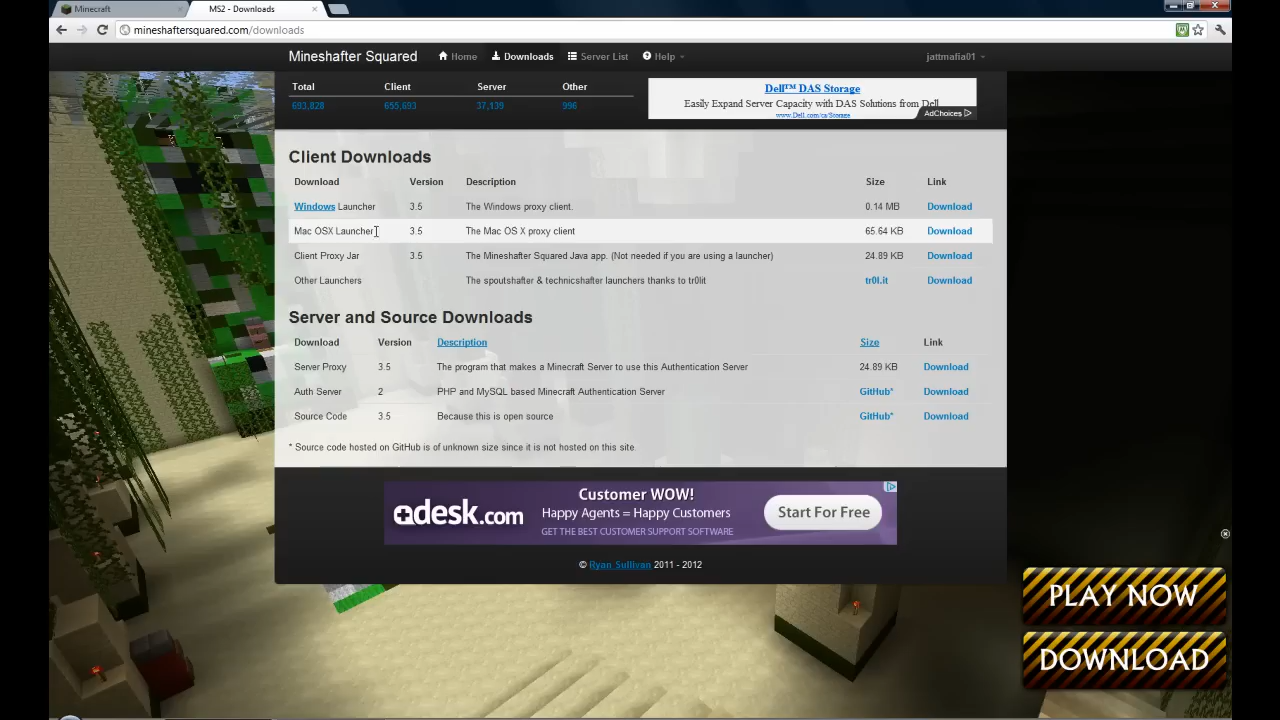 Minecraft
MS2 - Downloads
mineshaftersquared.com/downloads
Mineshafter Squared Home Downloads Server List Help jattmafia01
Total Client Server Other
693,828 655,693 37,139 996
Dell™ DAS Storage
Easily Expand Server Capacity with DAS Solutions from Dell.
www.Dell.com/ca/Storage
AdChoices
Client Downloads
Download Version Description Size Link
Windows Launcher 3.5 The Windows proxy client. 0.14 MB Download
Mac OSX Launcher 3.5 The Mac OS X proxy client 65.64 KB Download
Client Proxy Jar 3.5 The Mineshafter Squared Java app. (Not needed if you are using a launcher) 24.89 KB Download
Other Launchers The spoutshafter & technicshafter launchers thanks to tr0lit tr0l.it Download
Server and Source Downloads
Download Version Description Size Link
Server Proxy 3.5 The program that makes a Minecraft Server to use this Authentication Server 24.89 KB Download
Auth Server 2 PHP and MySQL based Minecraft Authentication Server GitHub* Download
Source Code 3.5 Because this is open source GitHub* Download
* Source code hosted on GitHub is of unknown size since it is not hosted on this site.
adesk.com
Customer WOW!
Happy Agents = Happy Customers
GET THE BEST CUSTOMER SUPPORT SOFTWARE
Start For Free
© Ryan Sullivan 2011 - 2012
PLAY NOW
DOWNLOAD